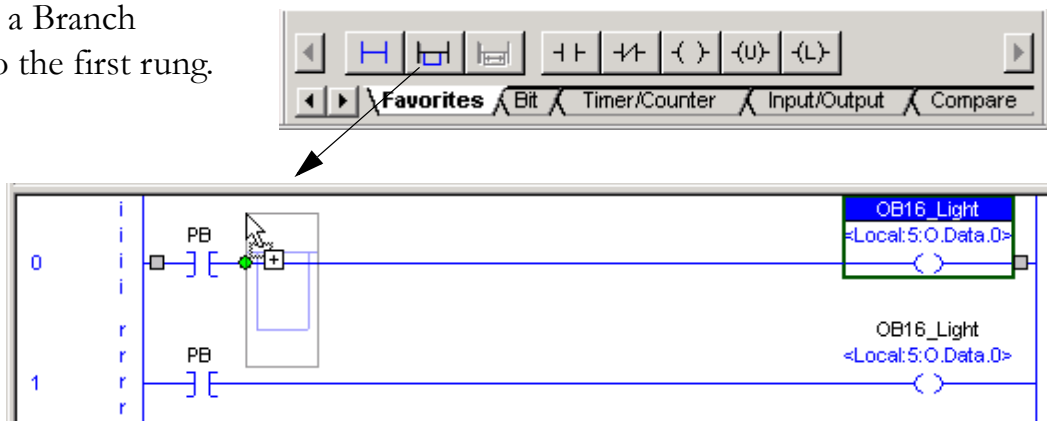 a Branch
o the first rung.
Favorites Bit Timer/Counter Input/Output Compare
i
OB16_Light
i
PB
<Local:5:O.Data.0>
0
i
i
r
OB16_Light
r
PB
<Local:5:O.Data.0>
1
r
r